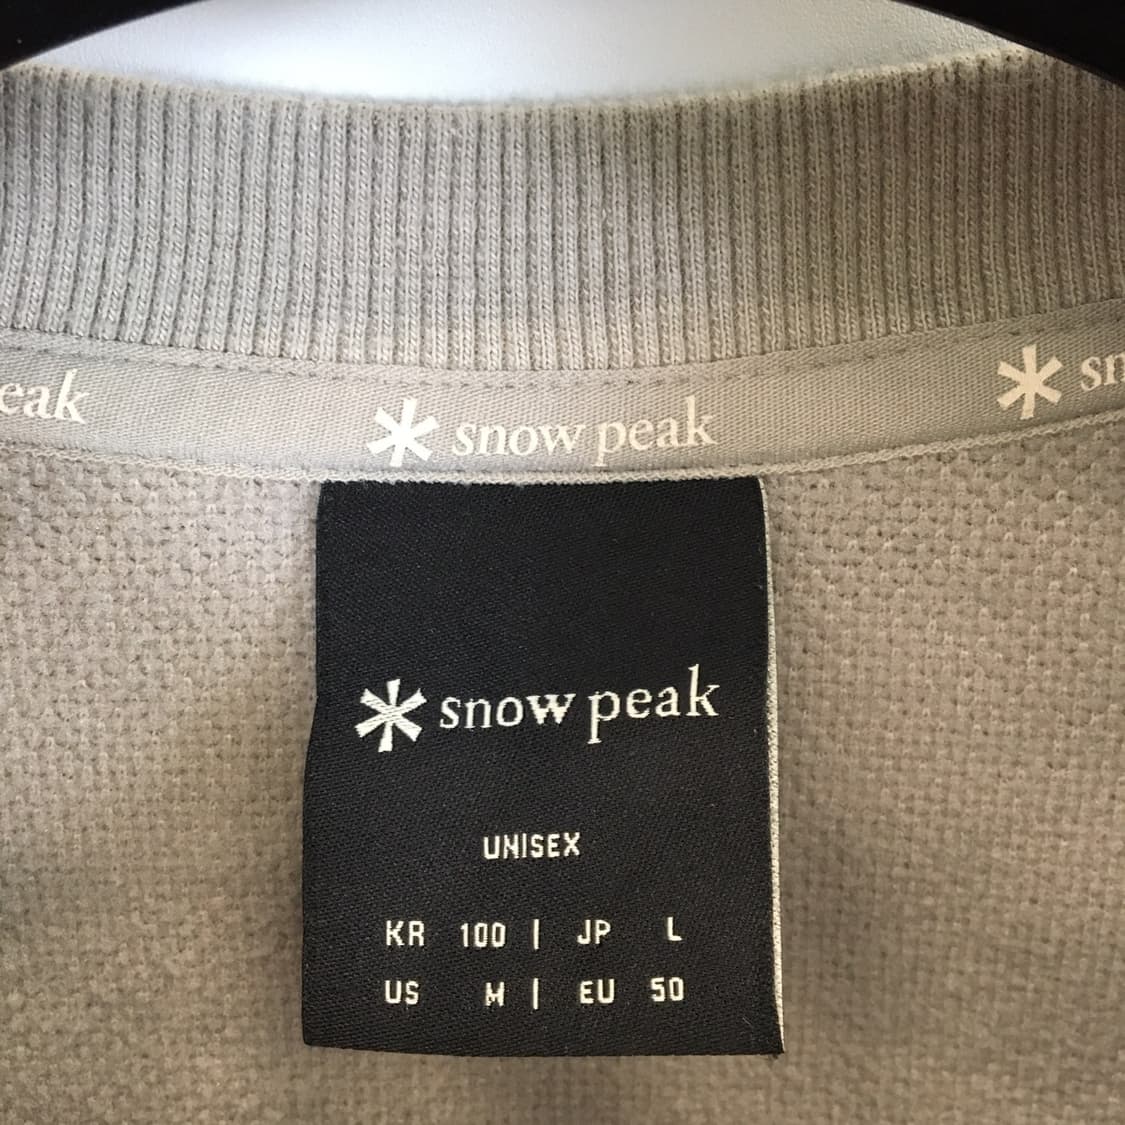 eak snow peak sn
snow peak
UNISEX
KR 100 | JP L
US M | EU 50